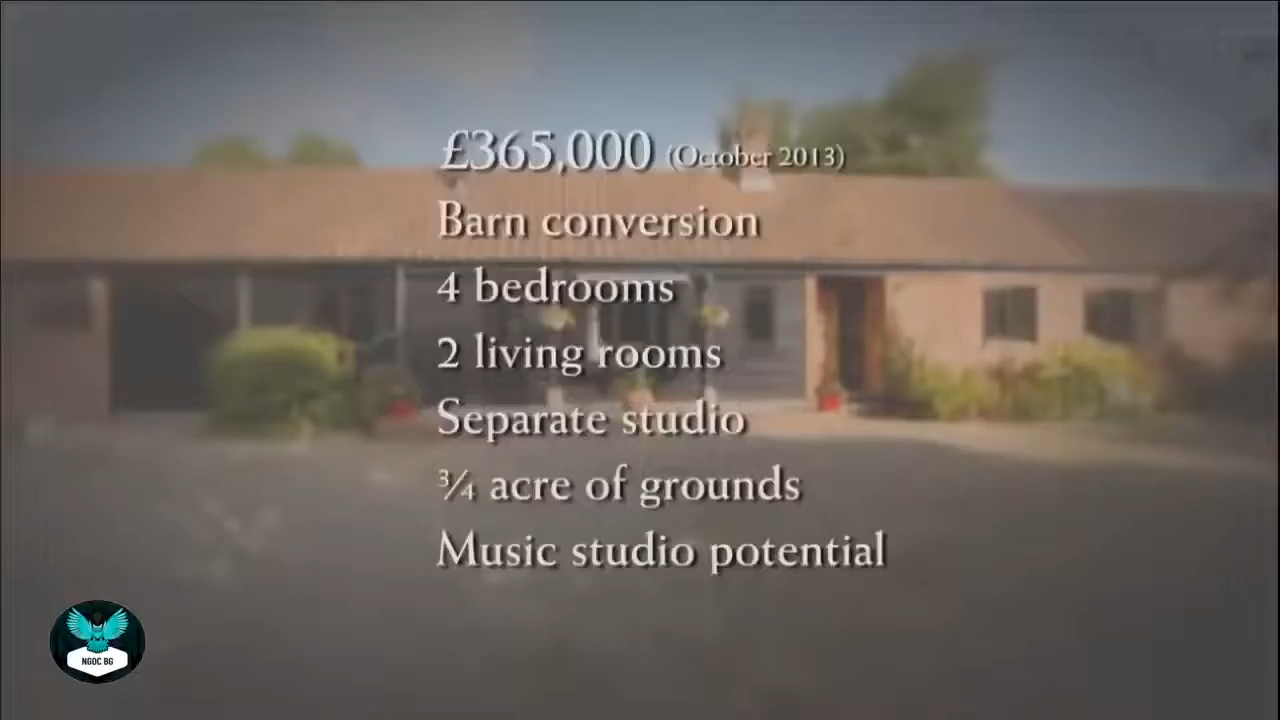 £365,000 (October 2013)
Barn conversion
4 bedrooms
2 living rooms
Separate studio
¾ acre of grounds
Music studio potential
NGOC BG